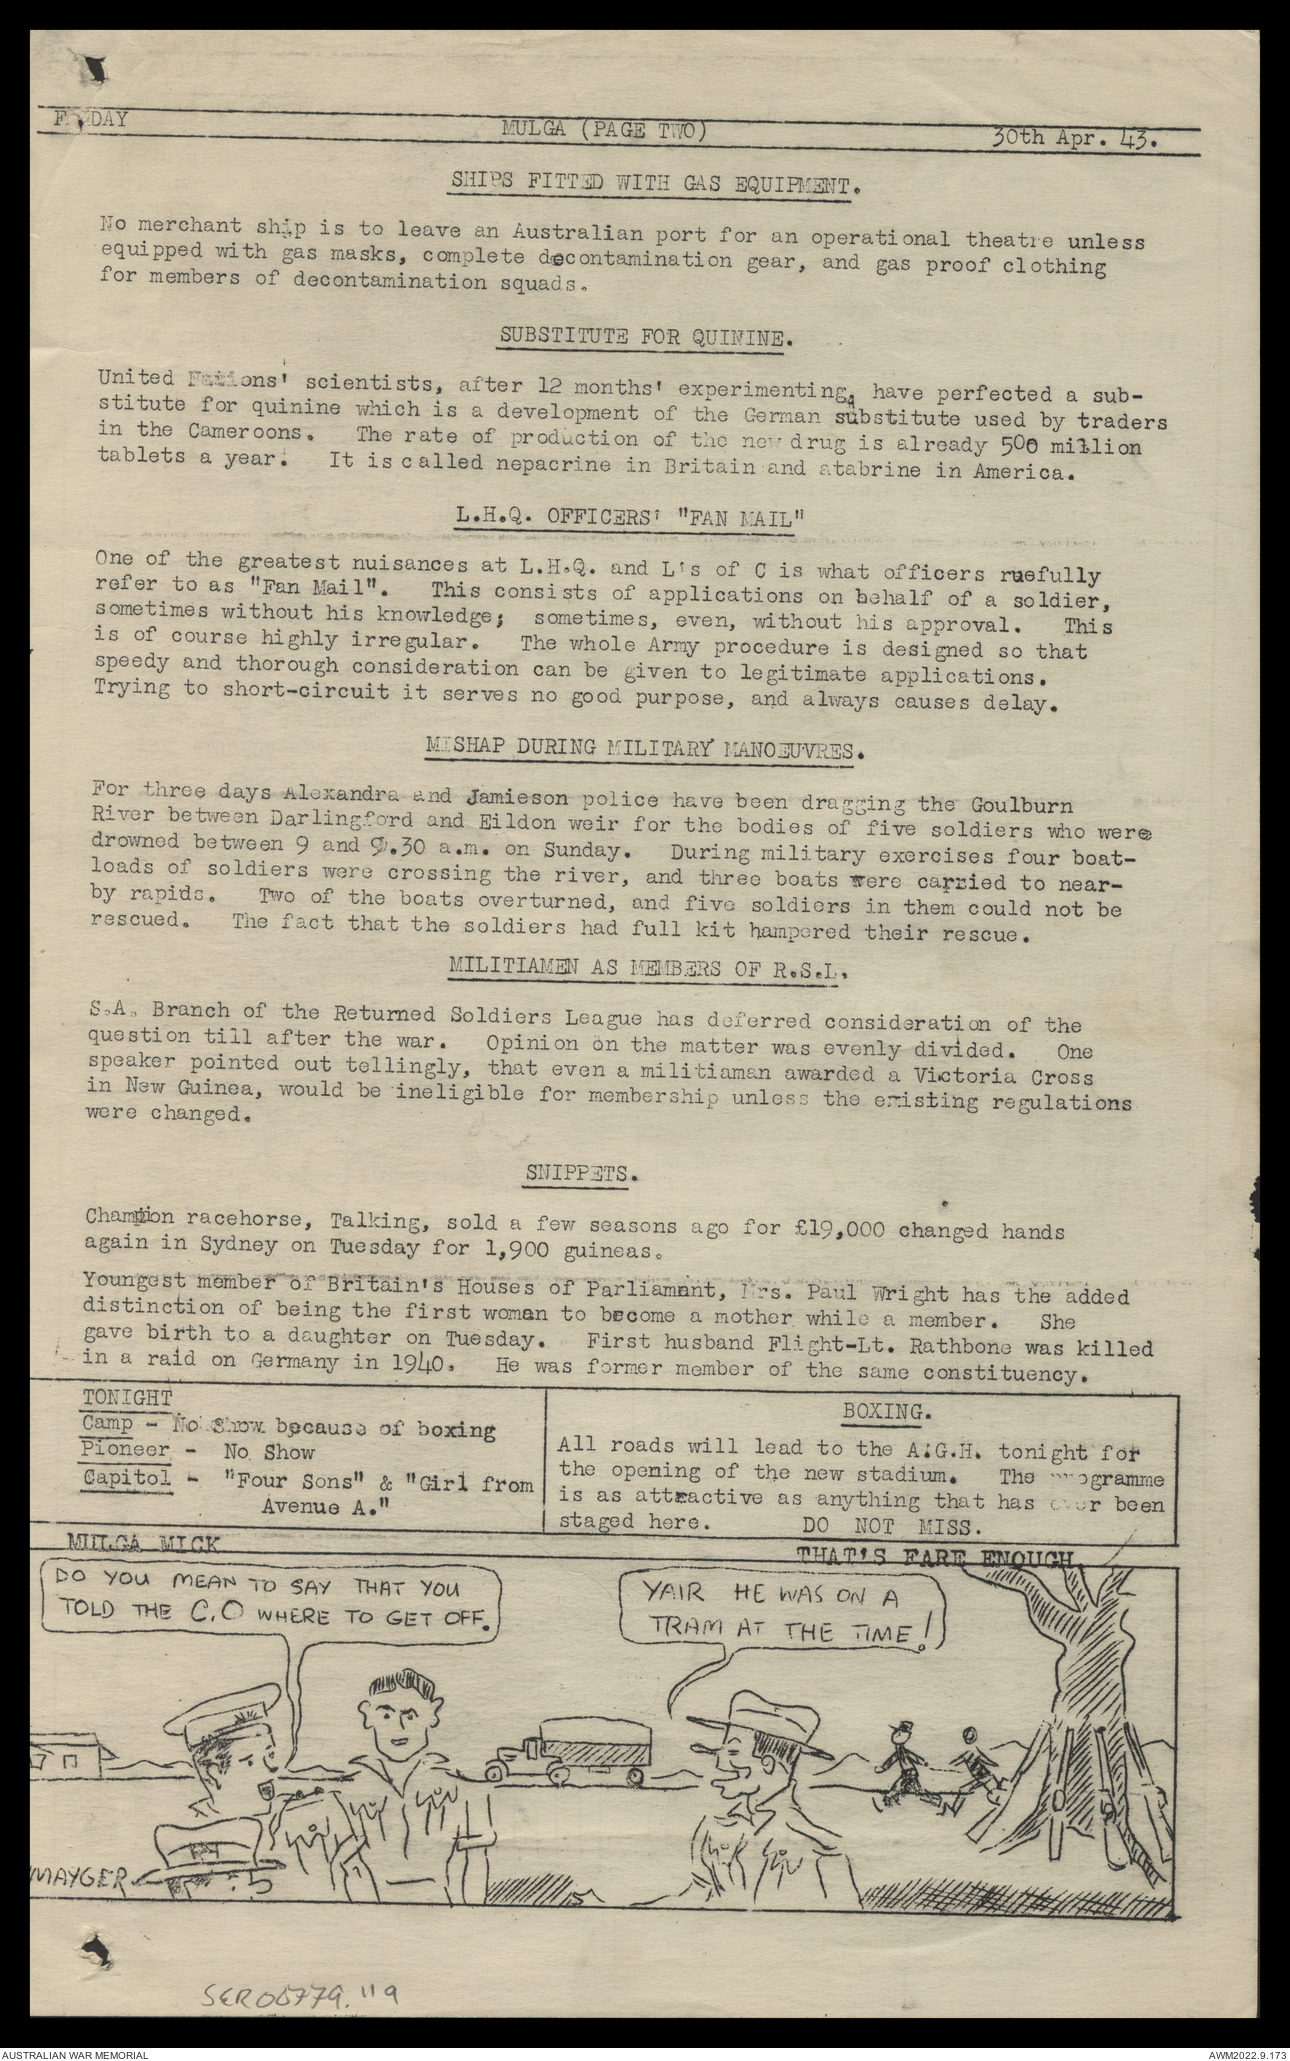 FRIDAY
MULGA (PAGE TWO)
30th Apr. 43.
SHIPS FITTED WITH GAS EQUIPMENT.
No merchant ship is to leave an Australian port for an operational theatre unless
equipped with gas masks, complete decontamination gear, and gas proof clothing
for members of decontamination squads.
SUBSTITUTE FOR QUININE.
United Nations' scientists, after 12 months' experimenting, have perfected a sub-
stitute for quinine which is a development of the German substitute used by traders
in the Cameroons. The rate of production of the new drug is already 500 million
tablets a year. It is called nepacrine in Britain and atabrine in America.
L.H.Q. OFFICERS' "FAN MAIL"
One of the greatest nuisances at L.H.Q. and L's of C is what officers ruefully
refer to as "Fan Mail". This consists of applications on behalf of a soldier,
sometimes without his knowledge; sometimes, even, without his approval. This
is of course highly irregular. The whole Army procedure is designed so that
speedy and thorough consideration can be given to legitimate applications.
Trying to short-circuit it serves no good purpose, and always causes delay.
MISHAP DURING MILITARY MANOEUVRES.
For three days Alexandra and Jamieson police have been dragging the Goulburn
River between Darlingford and Eildon weir for the bodies of five soldiers who were
drowned between 9 and 9.30 a.m. on Sunday. During military exercises four boat-
loads of soldiers were crossing the river, and three boats were carried to near-
by rapids. Two of the boats overturned, and five soldiers in them could not be
rescued. The fact that the soldiers had full kit hampered their rescue.
MILITIAMEN AS MEMBERS OF R.S.L.
S.A. Branch of the Returned Soldiers League has deferred consideration of the
question till after the war. Opinion on the matter was evenly divided. One
speaker pointed out tellingly, that even a militiaman awarded a Victoria Cross
in New Guinea, would be ineligible for membership unless the existing regulations
were changed.
SNIPPETS.
Champion racehorse, Talking, sold a few seasons ago for £19,000 changed hands
again in Sydney on Tuesday for 1,900 guineas.
Youngest member of Britain's Houses of Parliamant, Mrs. Paul Wright has the added
distinction of being the first woman to become a mother while a member. She
gave birth to a daughter on Tuesday. First husband Flight-Lt. Rathbone was killed
in a raid on Germany in 1940. He was former member of the same constituency.
TONIGHT
Camp - No Show because of boxing
Pioneer - No Show
Capitol - "Four Sons" & "Girl from
Avenue A."
BOXING.
All roads will lead to the A.G.H. tonight for
the opening of the new stadium. The programme
is as attractive as anything that has ever been
staged here. DO NOT MISS.
MULGA MICK
THAT'S FARE ENOUGH.
DO YOU MEAN TO SAY THAT YOU
TOLD THE C.O WHERE TO GET OFF.
YAIR HE WAS ON A
TRAM AT THE TIME!
MAYGER
SER05779.119
AUSTRALIAN WAR MEMORIAL
AWM2022.9.173